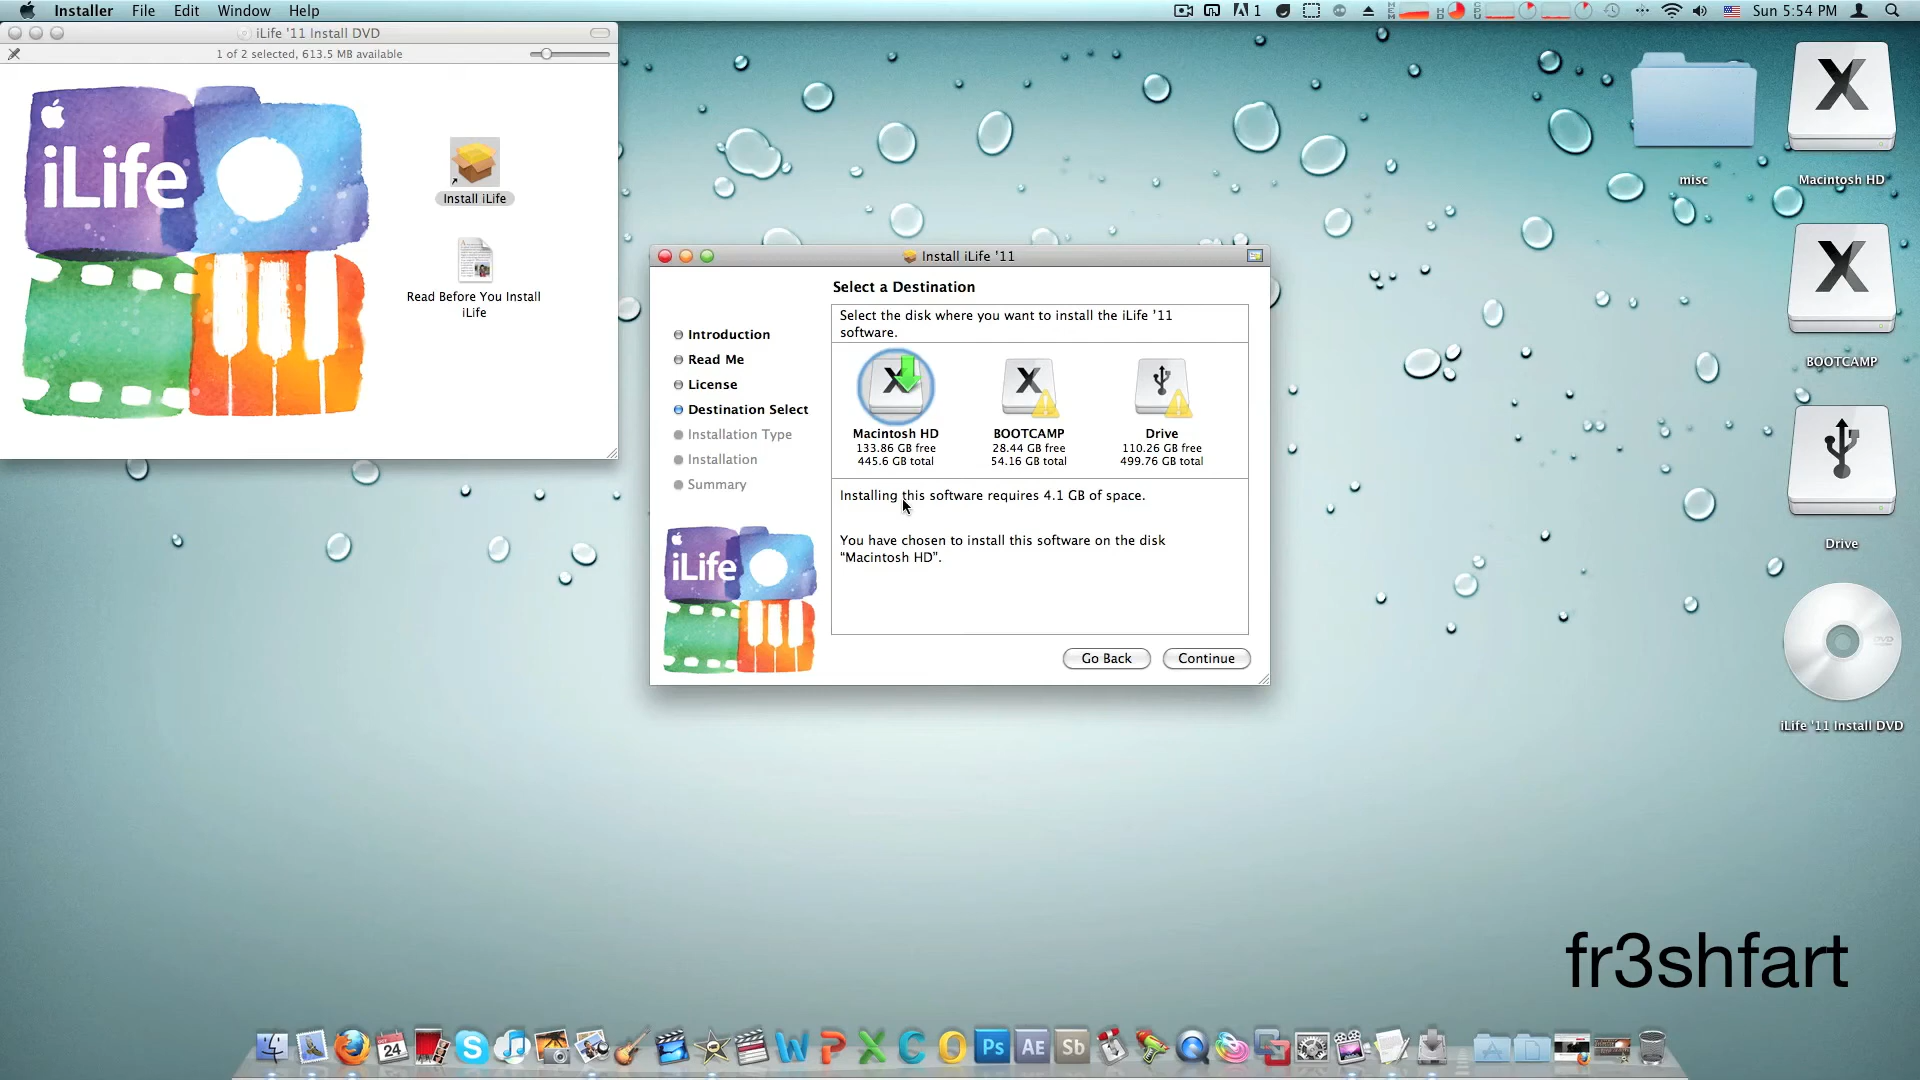 Installer File Edit Window Help
1 Sun 5:54 PM
iLife '11 Install DVD
1 of 2 selected, 613.5 MB available
iLife
Install iLife
Read Before You Install
iLife
Install iLife '11
Select a Destination
Select the disk where you want to install the iLife '11
software.
Introduction
Read Me
License
Destination Select
Installation Type
Installation
Summary
Macintosh HD
133.86 GB free
445.6 GB total
BOOTCAMP
28.44 GB free
54.16 GB total
Drive
110.26 GB free
499.76 GB total
Installing this software requires 4.1 GB of space.
You have chosen to install this software on the disk
“Macintosh HD”.
iLife
Go Back Continue
misc
Macintosh HD
BOOTCAMP
Drive
iLife '11 Install DVD
fr3shfart
24
Ps AE Sb